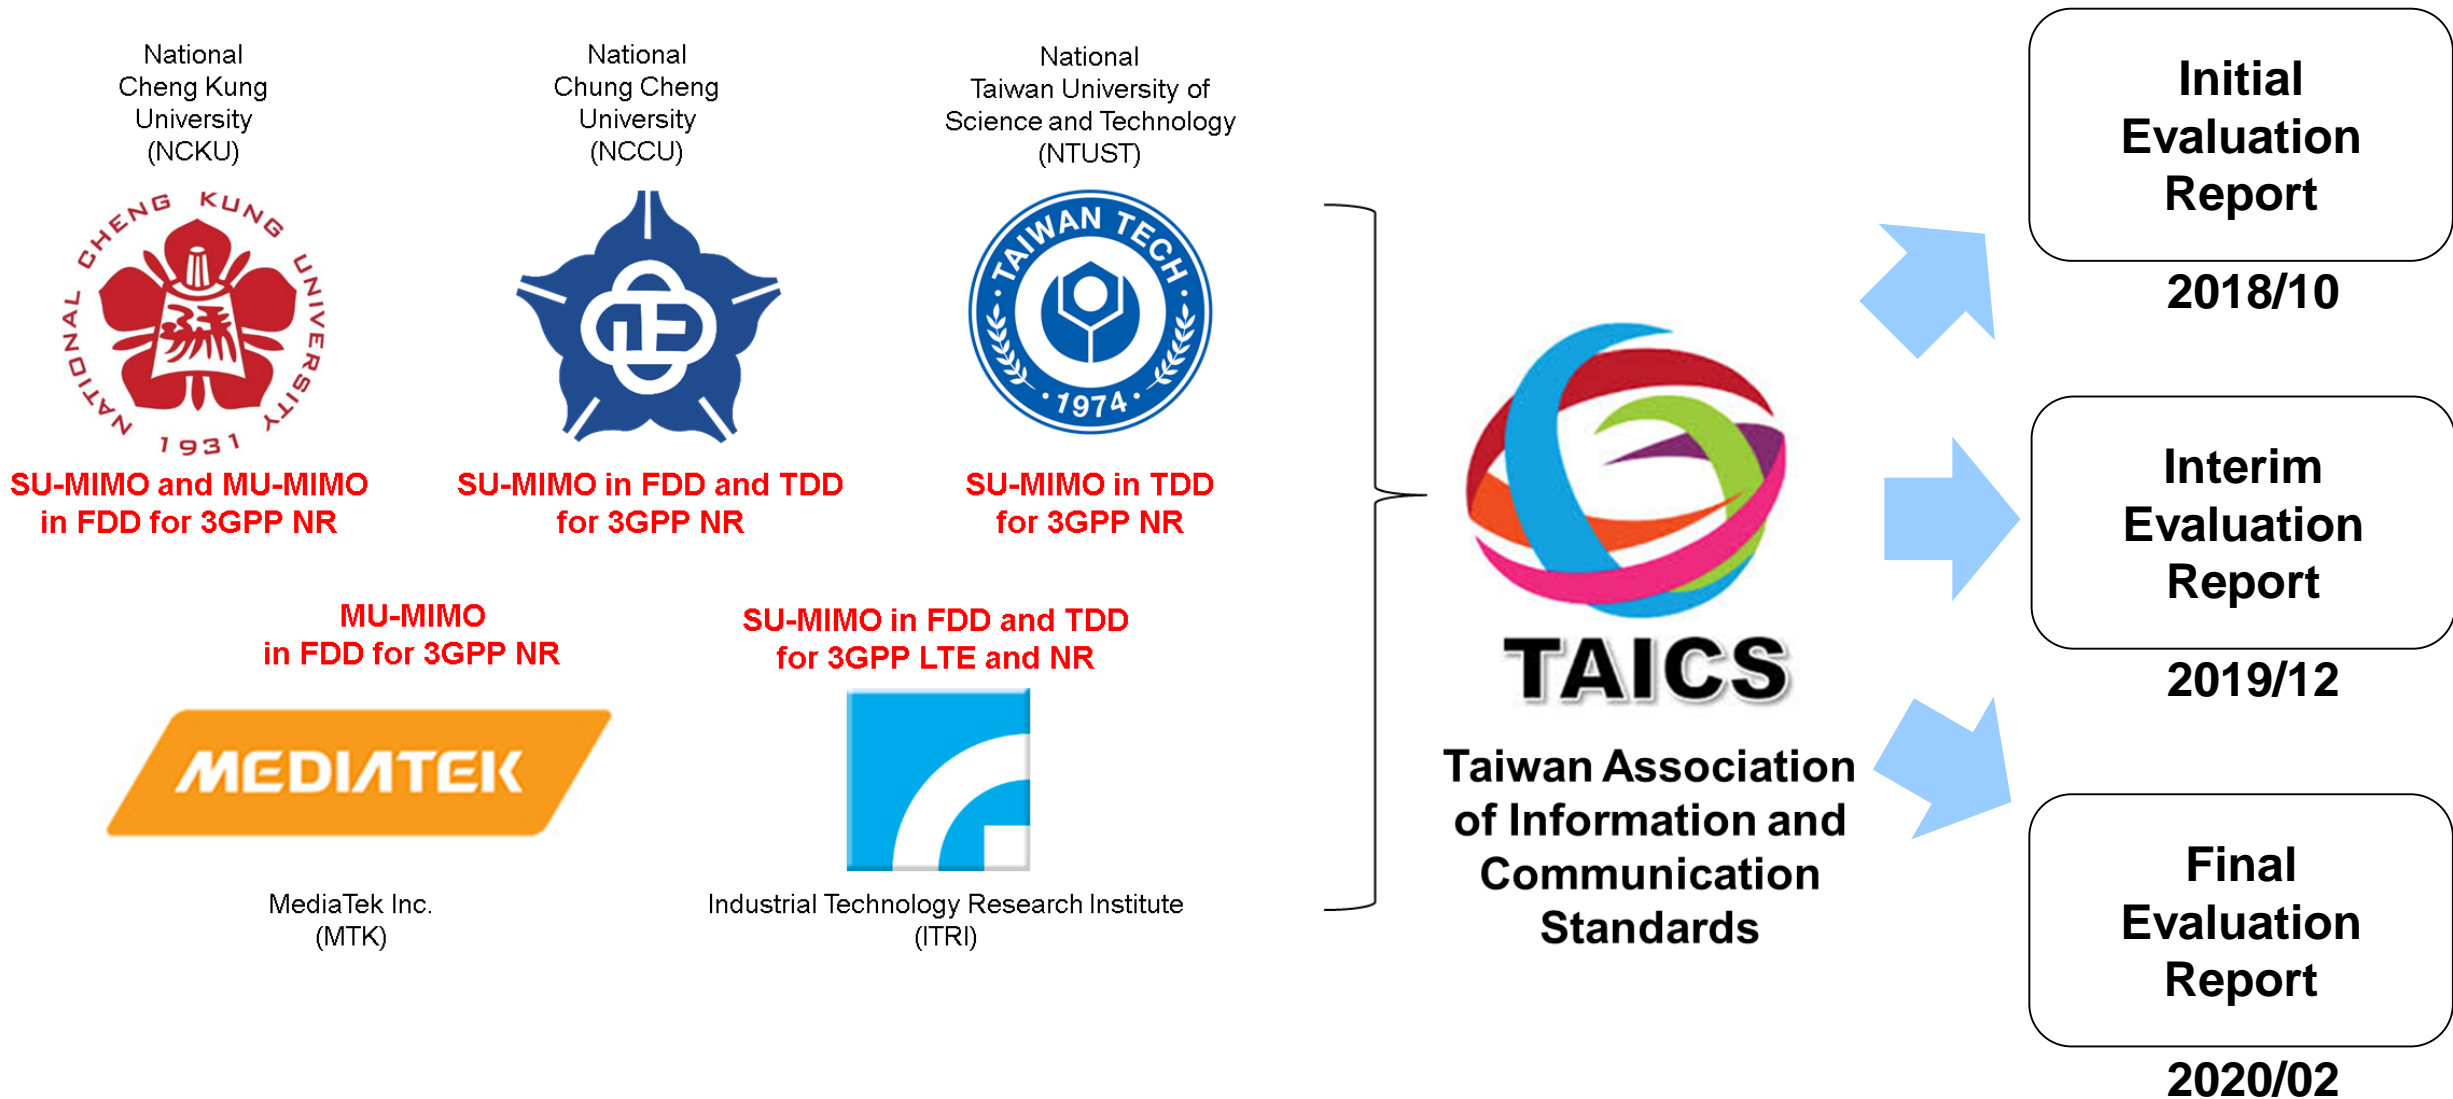 National
Cheng Kung
University
(NCKU)
National
Chung Cheng
University
(NCCU)
National
Taiwan University of
Science and Technology
(NTUST)
NATIONAL CHENG KUNG UNIVERSITY
1931
TAIWAN TECH
1974
SU-MIMO and MU-MIMO
in FDD for 3GPP NR
SU-MIMO in FDD and TDD
for 3GPP NR
SU-MIMO in TDD
for 3GPP NR
MU-MIMO
in FDD for 3GPP NR
SU-MIMO in FDD and TDD
for 3GPP LTE and NR
MEDIATEK
MediaTek Inc.
(MTK)
Industrial Technology Research Institute
(ITRI)
TAICS
Taiwan Association
of Information and
Communication
Standards
Initial
Evaluation
Report
2018/10
Interim
Evaluation
Report
2019/12
Final
Evaluation
Report
2020/02